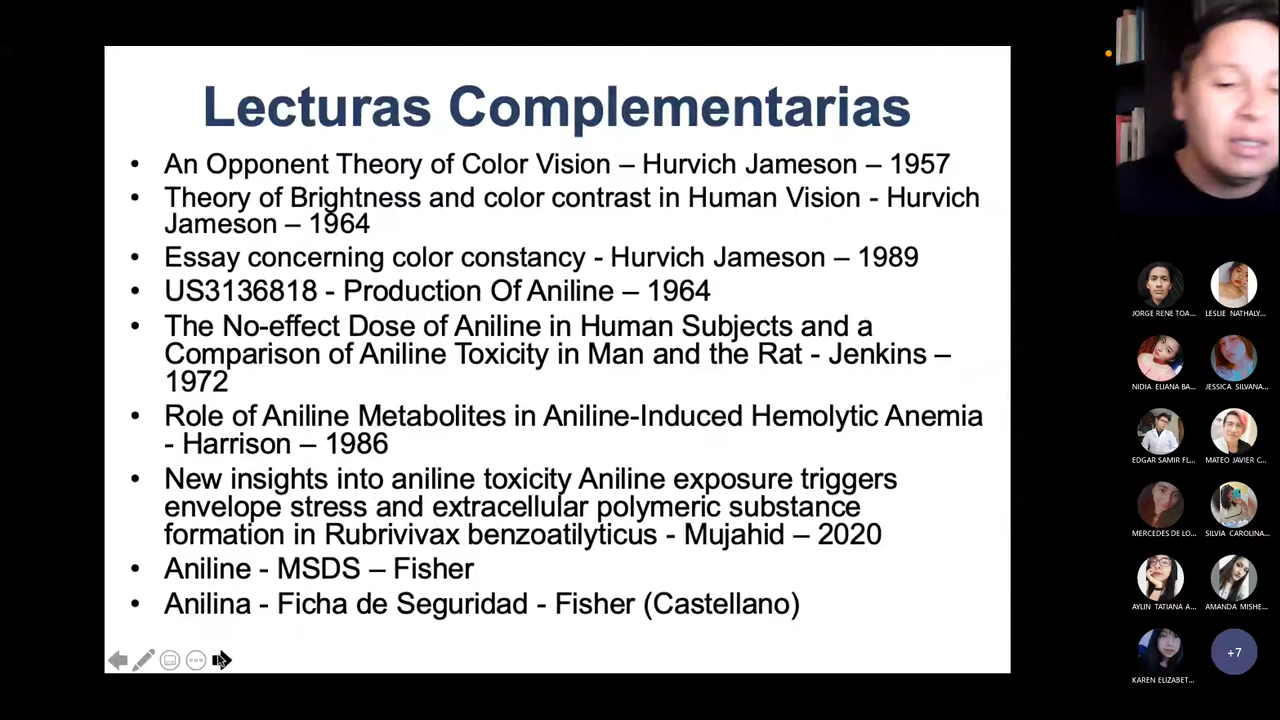 Lecturas Complementarias
• An Opponent Theory of Color Vision – Hurvich Jameson – 1957
• Theory of Brightness and color contrast in Human Vision - Hurvich
Jameson – 1964
• Essay concerning color constancy - Hurvich Jameson – 1989
• US3136818 - Production Of Aniline – 1964
• The No-effect Dose of Aniline in Human Subjects and a
Comparison of Aniline Toxicity in Man and the Rat - Jenkins –
1972
• Role of Aniline Metabolites in Aniline-Induced Hemolytic Anemia
- Harrison – 1986
• New insights into aniline toxicity Aniline exposure triggers
envelope stress and extracellular polymeric substance
formation in Rubrivivax benzoatilyticus - Mujahid – 2020
• Aniline - MSDS – Fisher
• Anilina - Ficha de Seguridad - Fisher (Castellano)
JORGE RENE TOA...
LESLIE NATHALY...
NIDIA ELIANA BA...
JESSICA SILVANA...
EDGAR SAMIR FL...
MATEO JAVIER C...
MERCEDES DE LO...
SILVIA CAROLINA...
AYLIN TATIANA A...
AMANDA MISHE...
KAREN ELIZABET...
+7